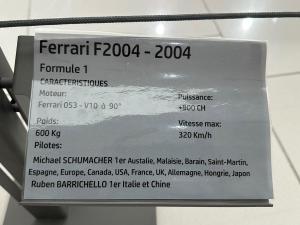 Ferrari F2004 - 2004
Formule 1
CARACTERISTIQUES
Moteur:
Ferrari 053 - V10 à 90°
Puissance:
+900 CH
Poids:
600 Kg
Vitesse max:
320 Km/h
Pilotes:
Michael SCHUMACHER 1er Australie, Malaisie, Barain, Saint-Martin,
Espagne, Europe, Canada, USA, France, UK, Allemagne, Hongrie, Japon
Ruben BARRICHELLO 1er Italie et Chine